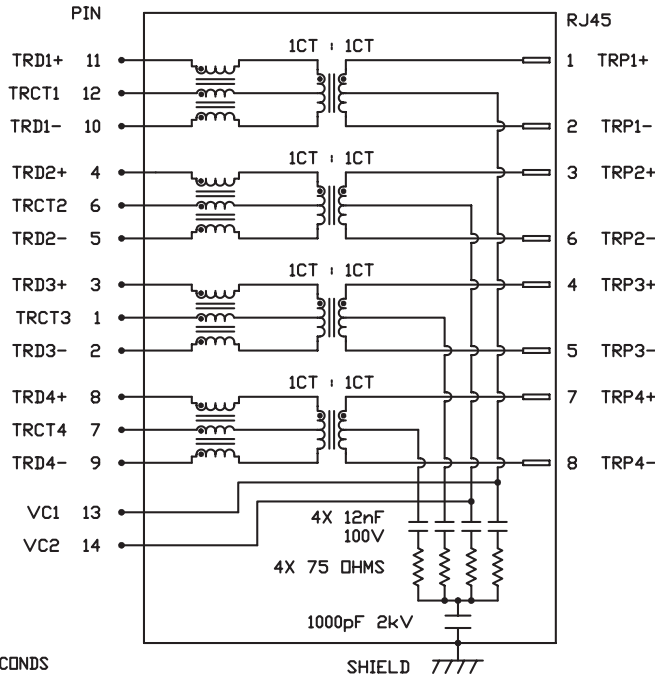 PIN
RJ45
1CT : 1CT
TRD1+ 11
1 TRP1+
TRCT1 12
TRD1- 10
2 TRP1-
1CT : 1CT
TRD2+ 4
3 TRP2+
TRCT2 6
TRD2- 5
6 TRP2-
1CT : 1CT
TRD3+ 3
4 TRP3+
TRCT3 1
TRD3- 2
5 TRP3-
1CT : 1CT
TRD4+ 8
7 TRP4+
TRCT4 7
TRD4- 9
8 TRP4-
VC1 13
VC2 14
4X 12nF
100V
4X 75 OHMS
1000pF 2kV
CONDS
SHIELD